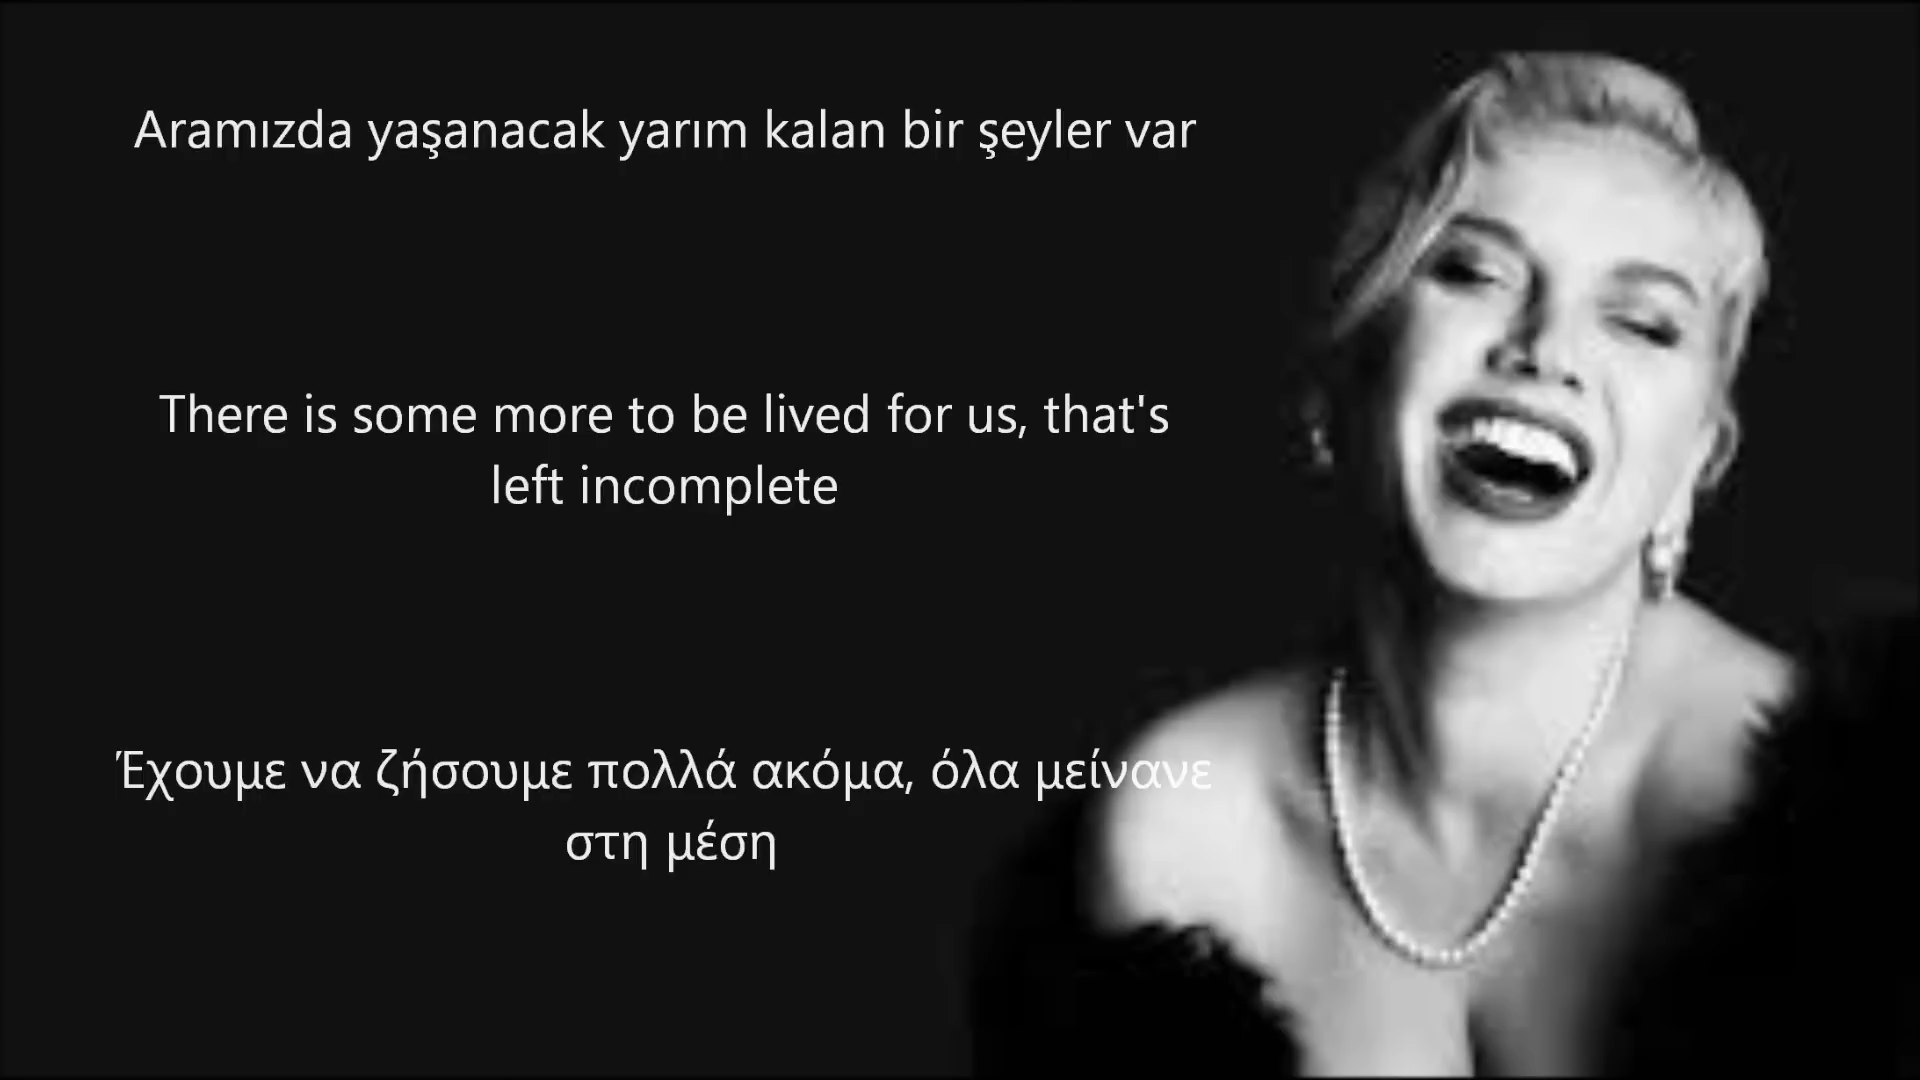 Aramızda yaşanacak yarım kalan bir şeyler var
There is some more to be lived for us, that's
left incomplete
Έχουμε να ζήσουμε πολλά ακόμα, όλα μείνανε
στη μέση